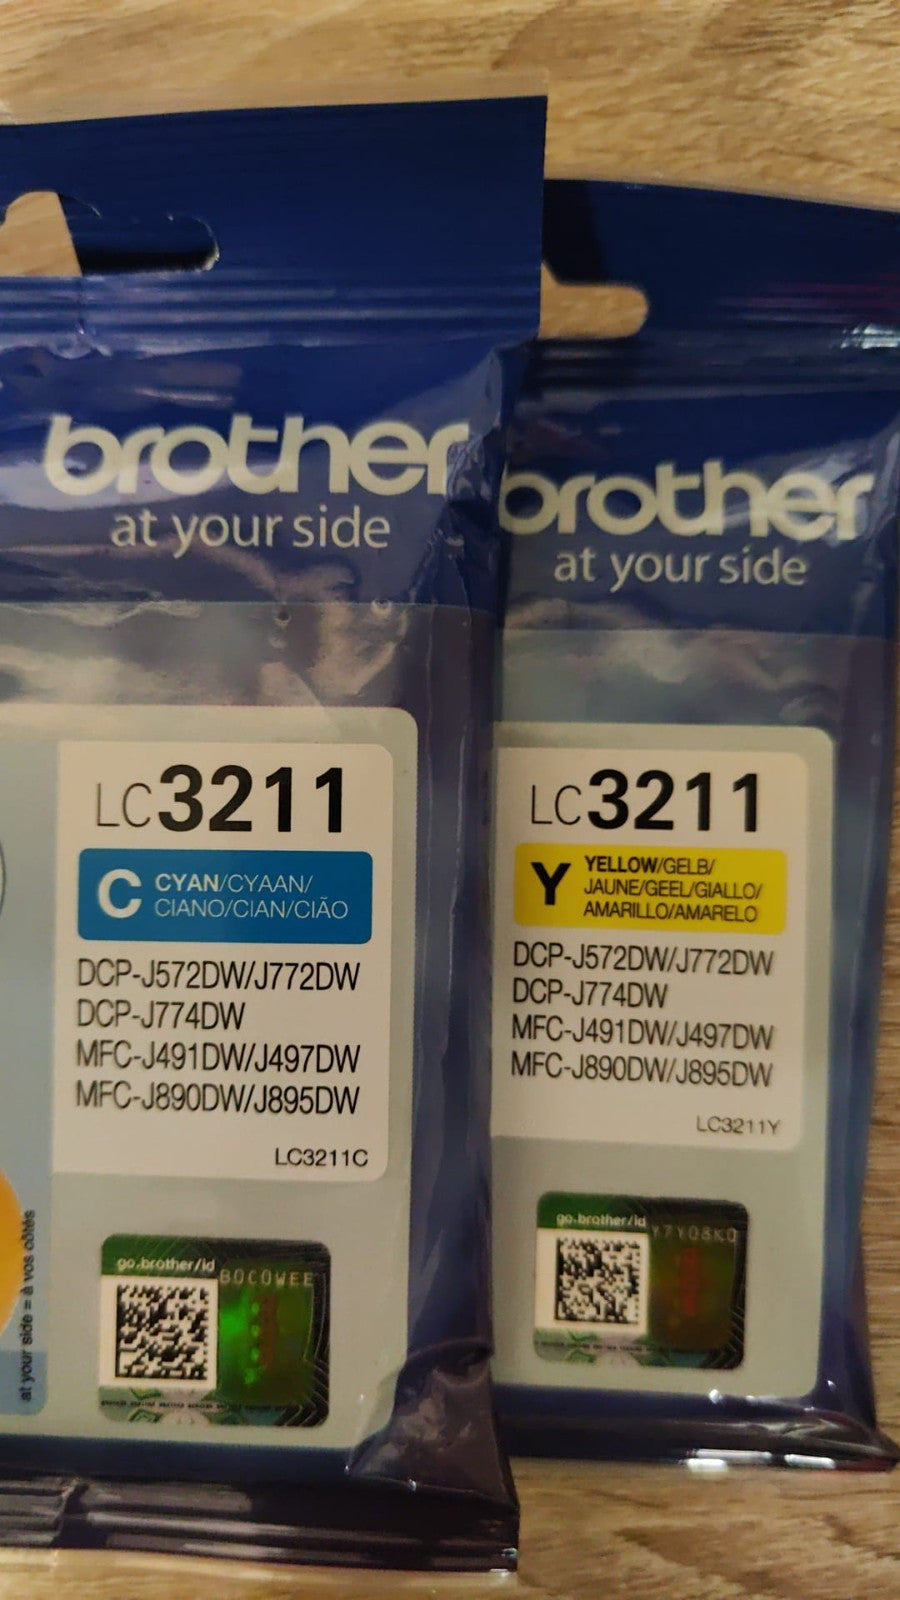 brother
at your side
LC3211
C CYAN/CYAAN/
CIANO/CIAN/CIÃO
DCP-J572DW/J772DW
DCP-J774DW
MFC-J491DW/J497DW
MFC-J890DW/J895DW
LC3211C
go.brother/id
BOCOWEE
at your side = à vos côtés
brother
at your side
LC3211
Y YELLOW/GELB/
JAUNE/GEEL/GIALLO/
AMARILLO/AMARELO
DCP-J572DW/J772DW
DCP-J774DW
MFC-J491DW/J497DW
MFC-J890DW/J895DW
LC3211Y
go.brother/id